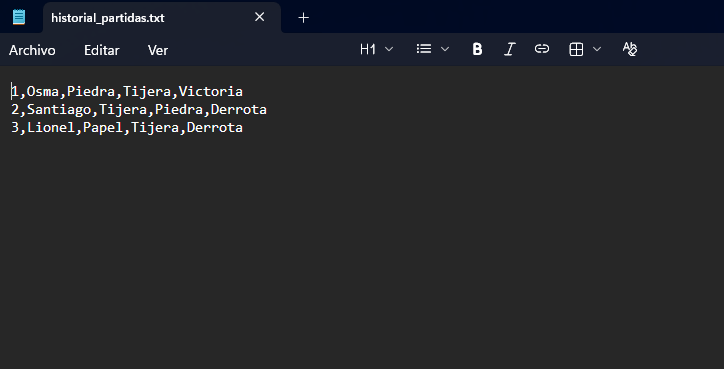 historial_partidas.txt
Archivo Editar Ver H1 B I
1,Osma,Piedra,Tijera,Victoria
2,Santiago,Tijera,Piedra,Derrota
3,Lionel,Papel,Tijera,Derrota